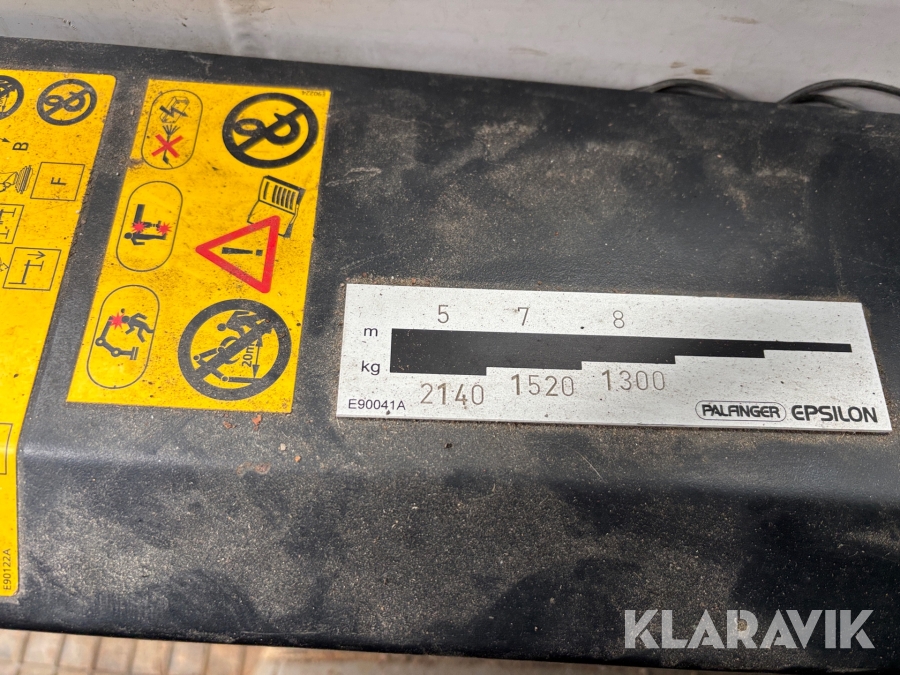 B
F
E90122A
20m
m 5 7 8
kg 2140 1520 1300
E90041A PALFINGER EPSILON
KLARAVIK